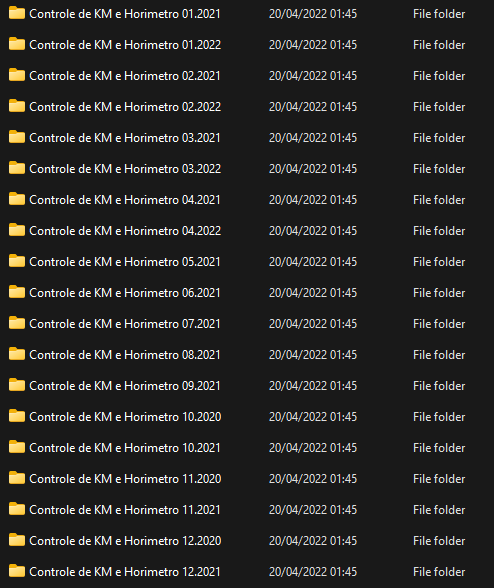 Controle de KM e Horimetro 01.2021 20/04/2022 01:45 File folder
Controle de KM e Horimetro 01.2022 20/04/2022 01:45 File folder
Controle de KM e Horimetro 02.2021 20/04/2022 01:45 File folder
Controle de KM e Horimetro 02.2022 20/04/2022 01:45 File folder
Controle de KM e Horimetro 03.2021 20/04/2022 01:45 File folder
Controle de KM e Horimetro 03.2022 20/04/2022 01:45 File folder
Controle de KM e Horimetro 04.2021 20/04/2022 01:45 File folder
Controle de KM e Horimetro 04.2022 20/04/2022 01:45 File folder
Controle de KM e Horimetro 05.2021 20/04/2022 01:45 File folder
Controle de KM e Horimetro 06.2021 20/04/2022 01:45 File folder
Controle de KM e Horimetro 07.2021 20/04/2022 01:45 File folder
Controle de KM e Horimetro 08.2021 20/04/2022 01:45 File folder
Controle de KM e Horimetro 09.2021 20/04/2022 01:45 File folder
Controle de KM e Horimetro 10.2020 20/04/2022 01:45 File folder
Controle de KM e Horimetro 10.2021 20/04/2022 01:45 File folder
Controle de KM e Horimetro 11.2020 20/04/2022 01:45 File folder
Controle de KM e Horimetro 11.2021 20/04/2022 01:45 File folder
Controle de KM e Horimetro 12.2020 20/04/2022 01:45 File folder
Controle de KM e Horimetro 12.2021 20/04/2022 01:45 File folder